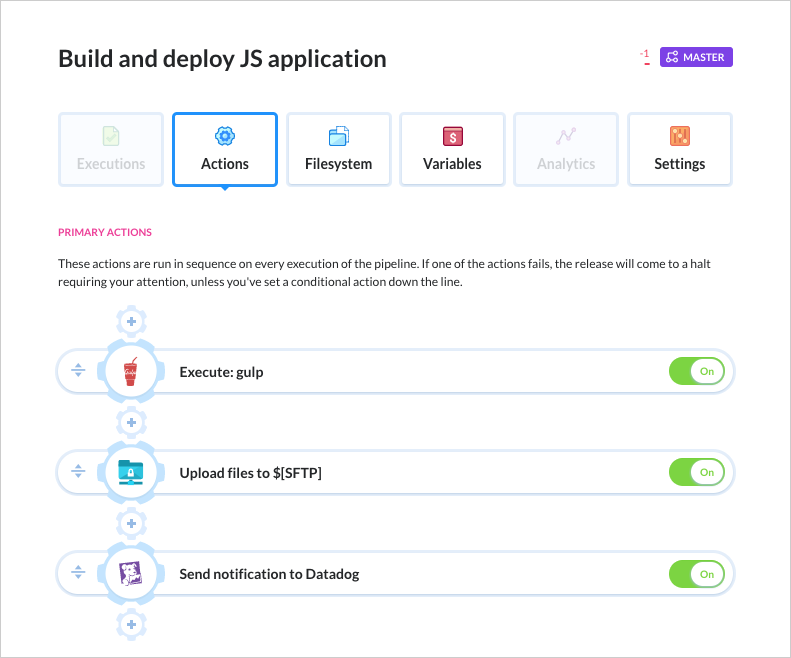 Build and deploy JS application
-1
MASTER
Executions
Actions
Filesystem
$
Variables
Analytics
Settings
PRIMARY ACTIONS
These actions are run in sequence on every execution of the pipeline. If one of the actions fails, the release will come to a halt
requiring your attention, unless you've set a conditional action down the line.
Gulp
Execute: gulp
On
Upload files to $[SFTP]
On
Send notification to Datadog
On